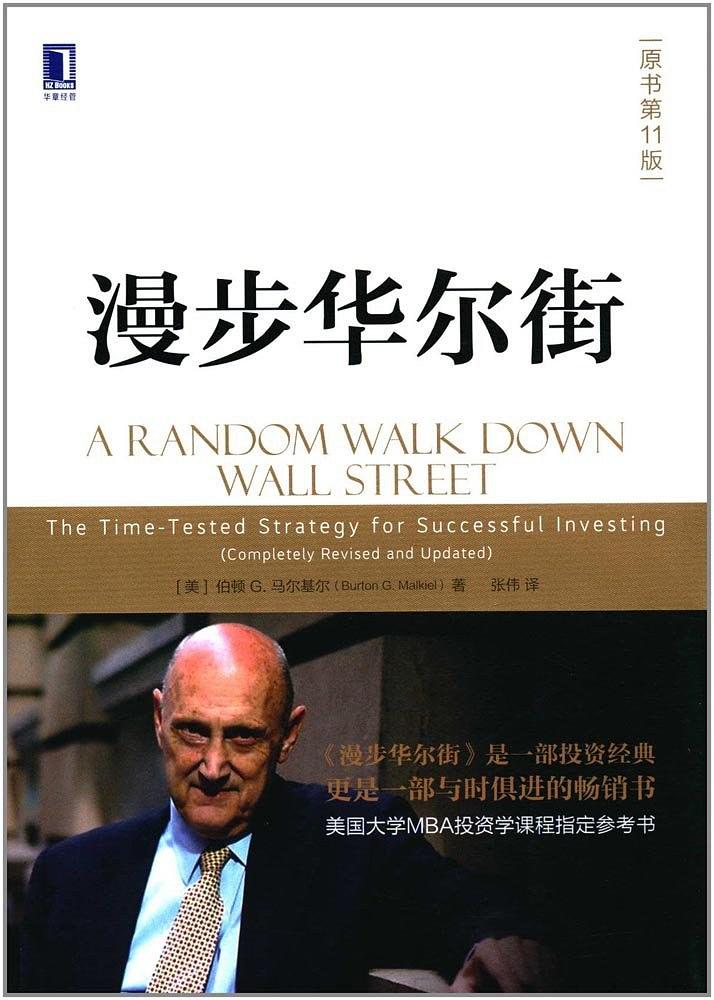 HZ BOOKS
华章经管
原书第11版
漫步华尔街
A RANDOM WALK DOWN
WALL STREET
The Time-Tested Strategy for Successful Investing
(Completely Revised and Updated)
[美] 伯顿 G. 马尔基尔(Burton G. Malkiel)著 张伟 译
《漫步华尔街》是一部投资经典
更是一部与时俱进的畅销书
美国大学MBA投资学课程指定参考书